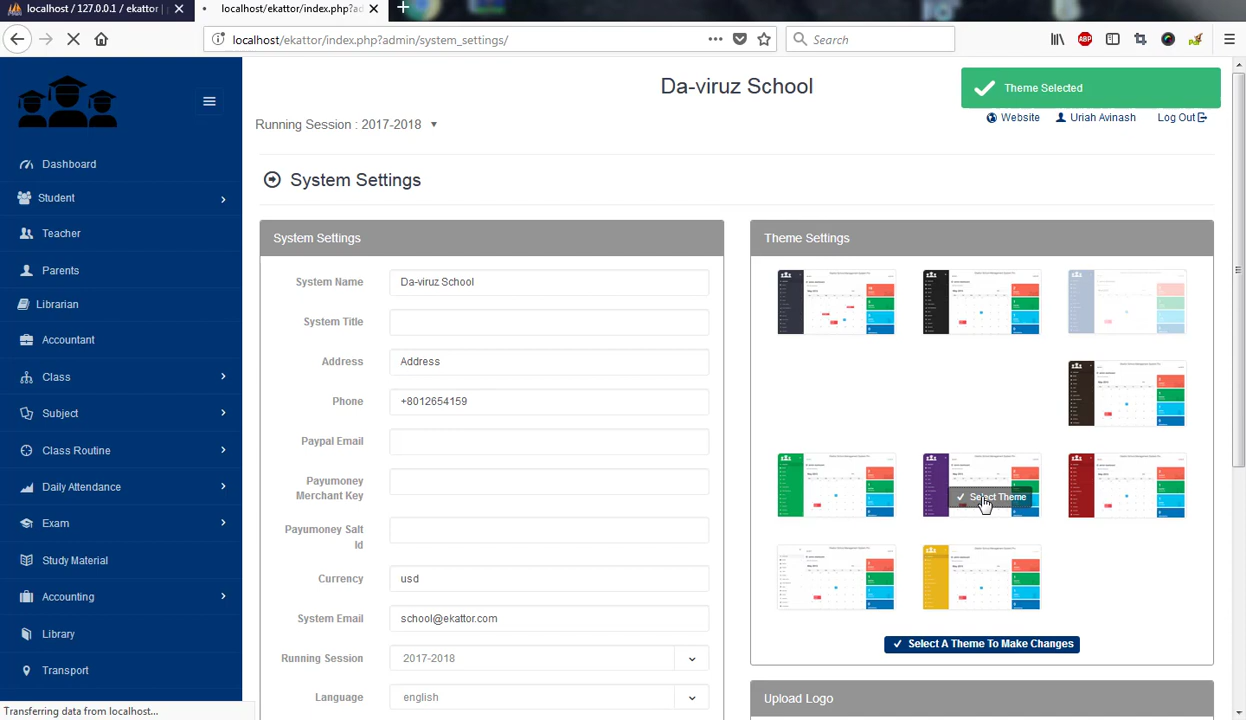 localhost / 127.0.0.1 / ekattor |
localhost/ekattor/index.php?ad
localhost/ekattor/index.php?admin/system_settings/
Search
Da-viruz School
Theme Selected
Running Session : 2017-2018
Website
Uriah Avinash
Log Out
Dashboard
Student
Teacher
Parents
Librarian
Accountant
Class
Subject
Class Routine
Daily Attendance
Exam
Study Material
Accounting
Library
Transport
System Settings
System Settings
System Name
Da-viruz School
System Title
Address
Address
Phone
+8012654159
Paypal Email
Payumoney
Merchant Key
Payumoney Salt
Id
Currency
usd
System Email
school@ekattor.com
Running Session
2017-2018
Language
english
Theme Settings
Select Theme
Select A Theme To Make Changes
Upload Logo
Transferring data from localhost...
ABP